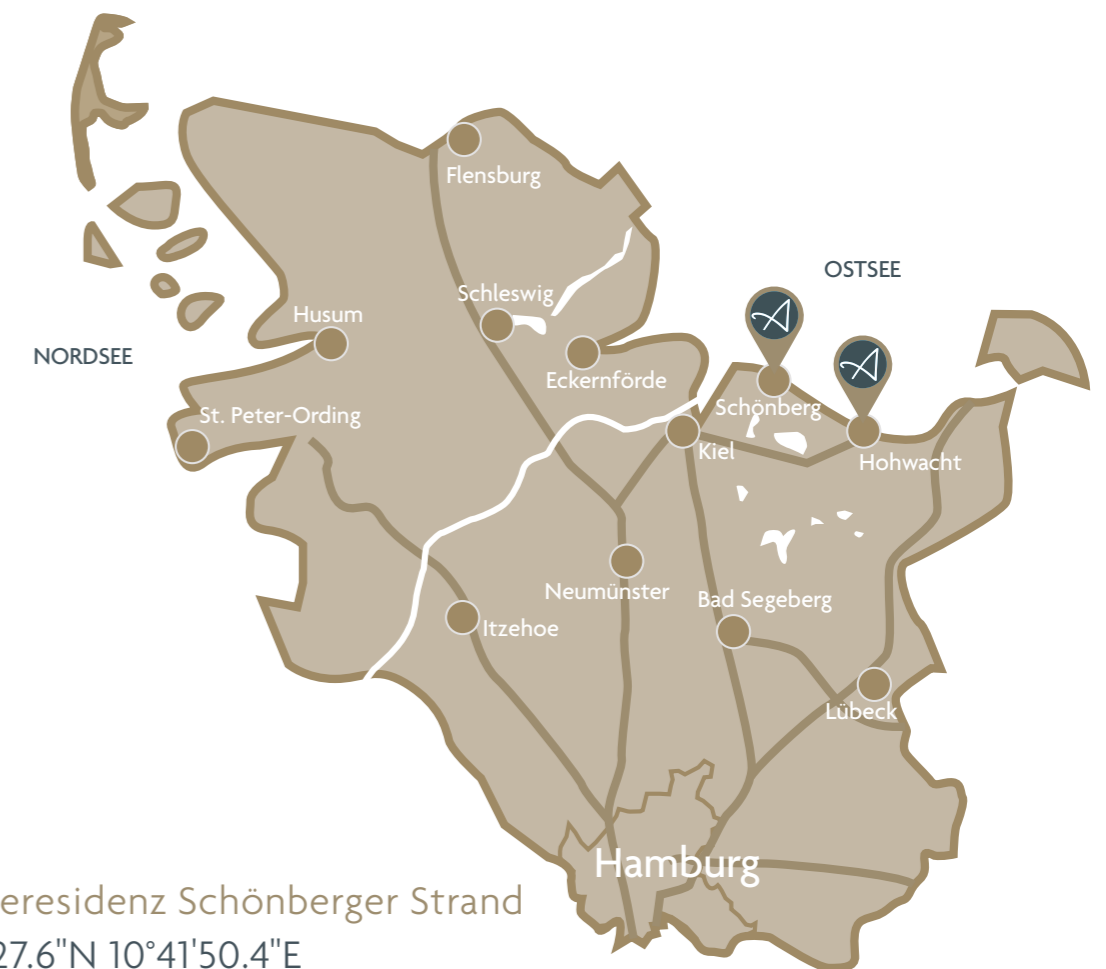 Flensburg
OSTSEE
Schleswig
Husum
NORDSEE
Eckernförde
Schönberg
St. Peter-Ording
Kiel
Hohwacht
Neumünster
Bad Segeberg
Itzehoe
Lübeck
Hamburg
eresidenz Schönberger Strand
27.6"N 10°41'50.4"E